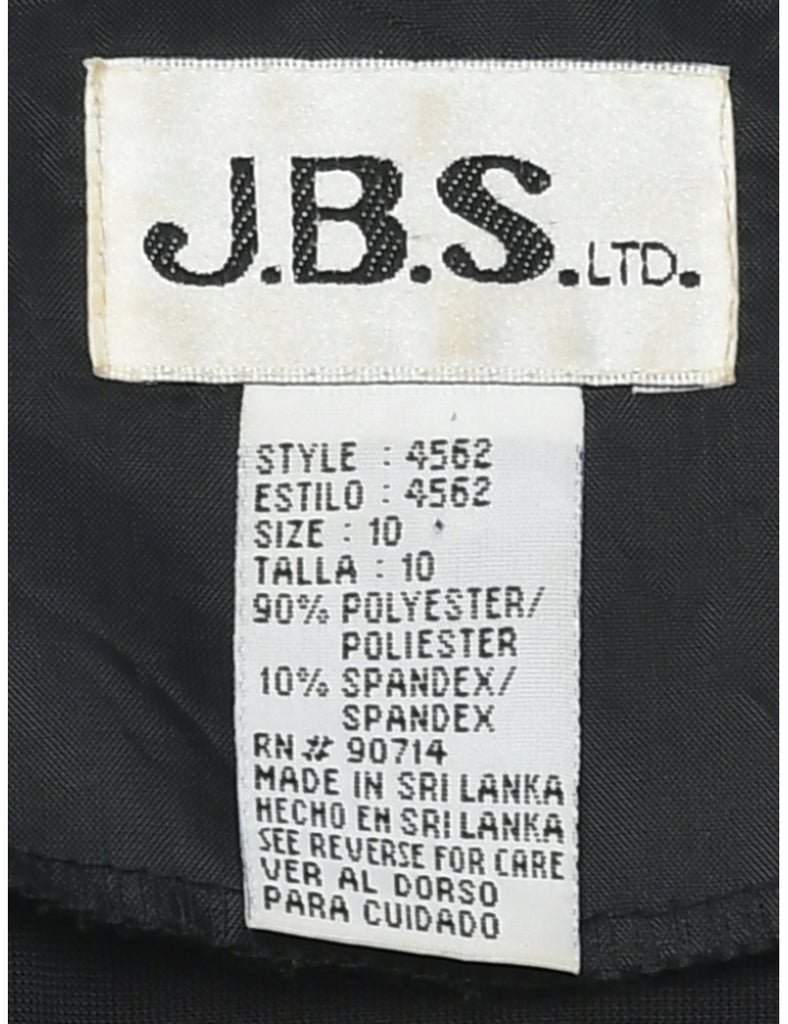 J.B.S. LTD.
STYLE : 4562
ESTILO : 4562
SIZE : 10
TALLA : 10
90% POLYESTER/
POLIESTER
10% SPANDEX/
SPANDEX
RN # 90714
MADE IN SRI LANKA
HECHO EN SRI LANKA
SEE REVERSE FOR CARE
VER AL DORSO
PARA CUIDADO